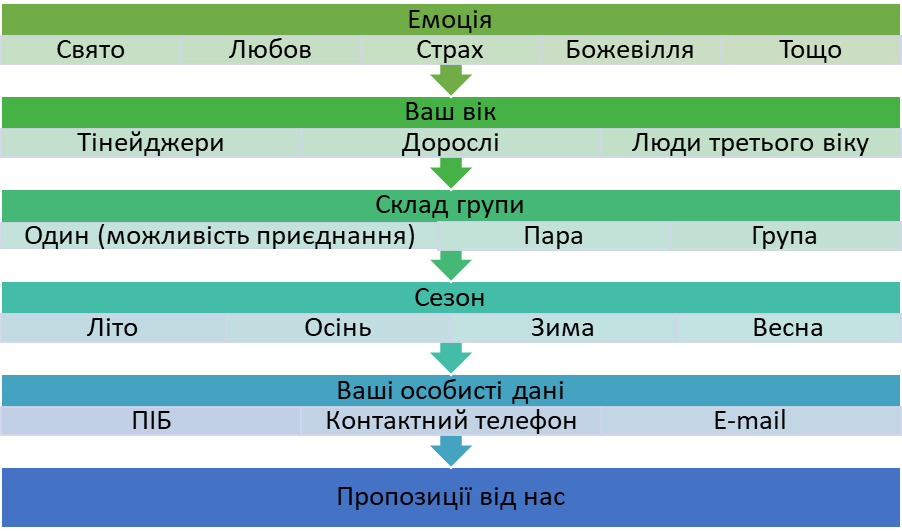 Емоція
Свято Любов Страх Божевілля Тощо
Ваш вік
Тінейджери Дорослі Люди третього віку
Склад групи
Один (можливість приєднання) Пара Група
Сезон
Літо Осінь Зима Весна
Ваші особисті дані
ПІБ Контактний телефон E-mail
Пропозиції від нас